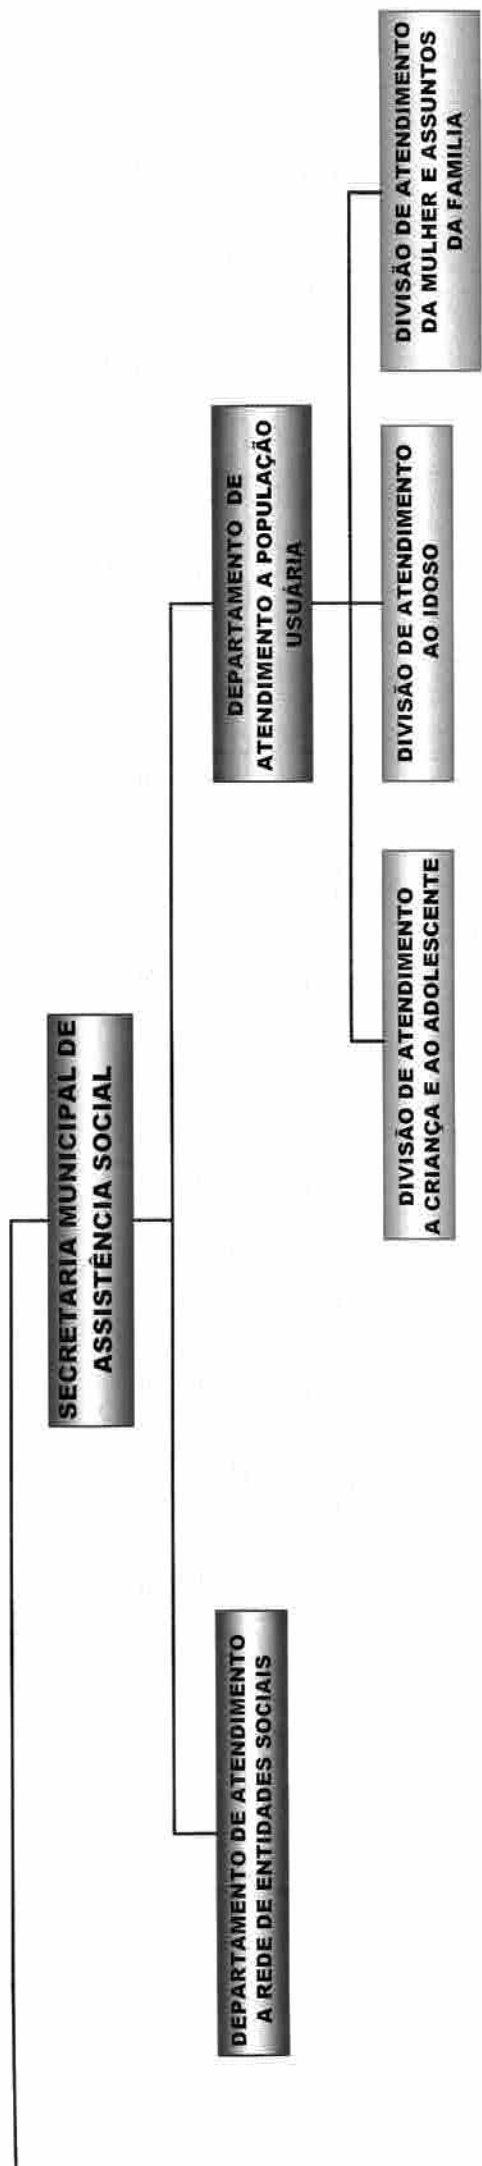 SECRETARIA MUNICIPAL DE
ASSISTÊNCIA SOCIAL
DEPARTAMENTO DE ATENDIMENTO
A REDE DE ENTIDADES SOCIAIS
DEPARTAMENTO DE
ATENDIMENTO A POPULAÇÃO
USUÁRIA
DIVISÃO DE ATENDIMENTO
A CRIANÇA E AO ADOLESCENTE
DIVISÃO DE ATENDIMENTO
AO IDOSO
DIVISÃO DE ATENDIMENTO
DA MULHER E ASSUNTOS
DA FAMILIA